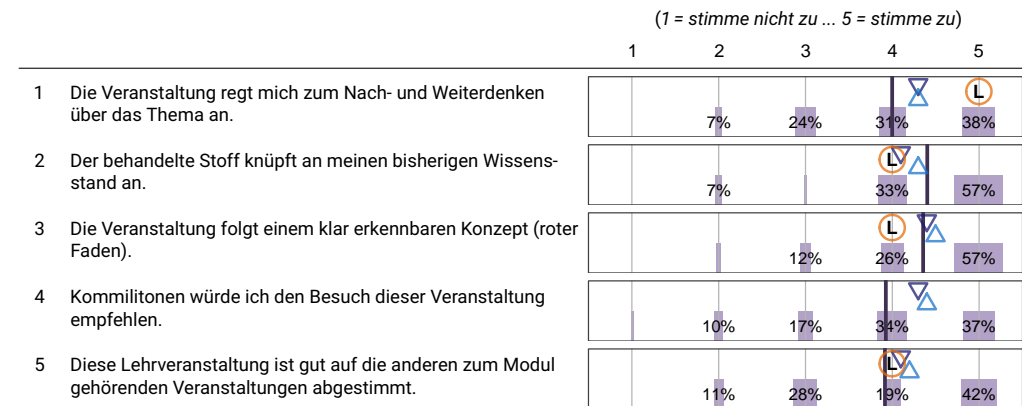 (1 = stimme nicht zu ... 5 = stimme zu)
1 2 3 4 5
1 Die Veranstaltung regt mich zum Nach- und Weiterdenken
über das Thema an.
L
7% 24% 31% 38%
2 Der behandelte Stoff knüpft an meinen bisherigen Wissens-
stand an.
L
7% 33% 57%
3 Die Veranstaltung folgt einem klar erkennbaren Konzept (roter
Faden).
L
12% 26% 57%
4 Kommilitonen würde ich den Besuch dieser Veranstaltung
empfehlen.
10% 17% 34% 37%
5 Diese Lehrveranstaltung ist gut auf die anderen zum Modul
gehörenden Veranstaltungen abgestimmt.
L
11% 28% 19% 42%